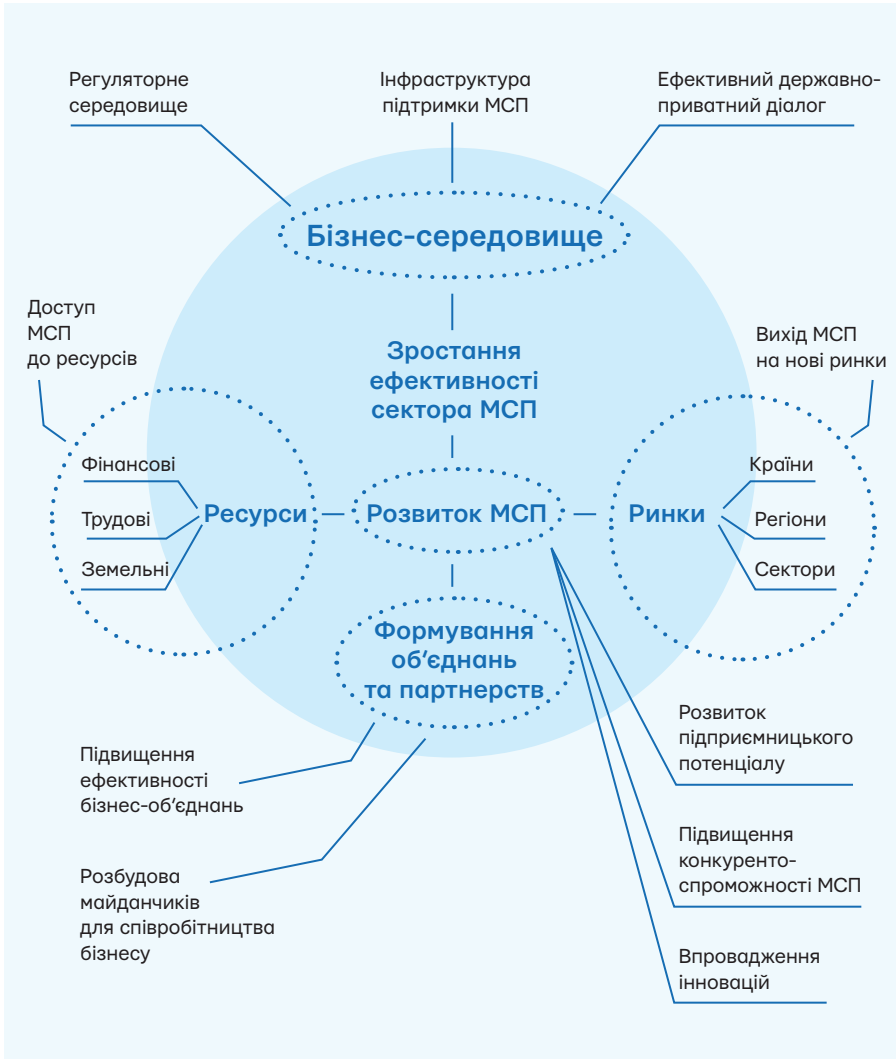 Регуляторне
середовище
Інфраструктура
підтримки МСП
Ефективний державно-
приватний діалог
Бізнес-середовище
Доступ
МСП
до ресурсів
Зростання
ефективності
сектора МСП
Вихід МСП
на нові ринки
Фінансові
Трудові
Земельні
Ресурси
Розвиток МСП
Ринки
Країни
Регіони
Сектори
Формування
об‘єднань
та партнерств
Підвищення
ефективності
бізнес-об’єднань
Розбудова
майданчиків
для співробітництва
бізнесу
Розвиток
підприємницького
потенціалу
Підвищення
конкуренто-
спроможності МСП
Впровадження
інновацій